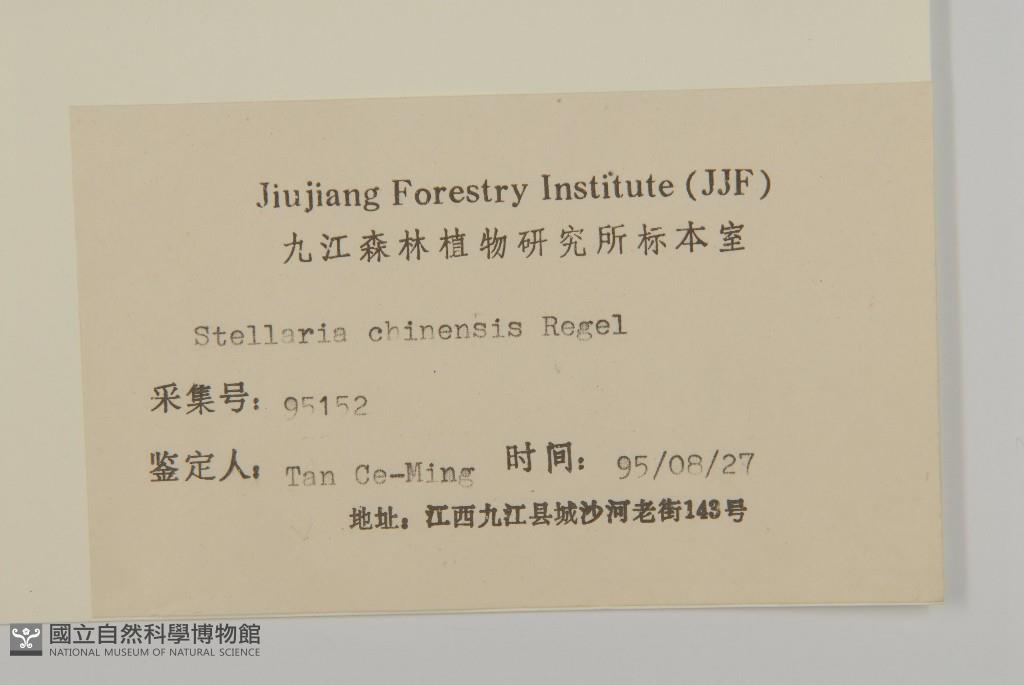 Jiujiang Forestry Institute (JJF)
九江森林植物研究所标本室
Stellaria chinensis Regel
采集号: 95152
鉴定人: Tan Ce-Ming 时间: 95/08/27
地址: 江西九江县城沙河老街143号
國立自然科學博物館
NATIONAL MUSEUM OF NATURAL SCIENCE